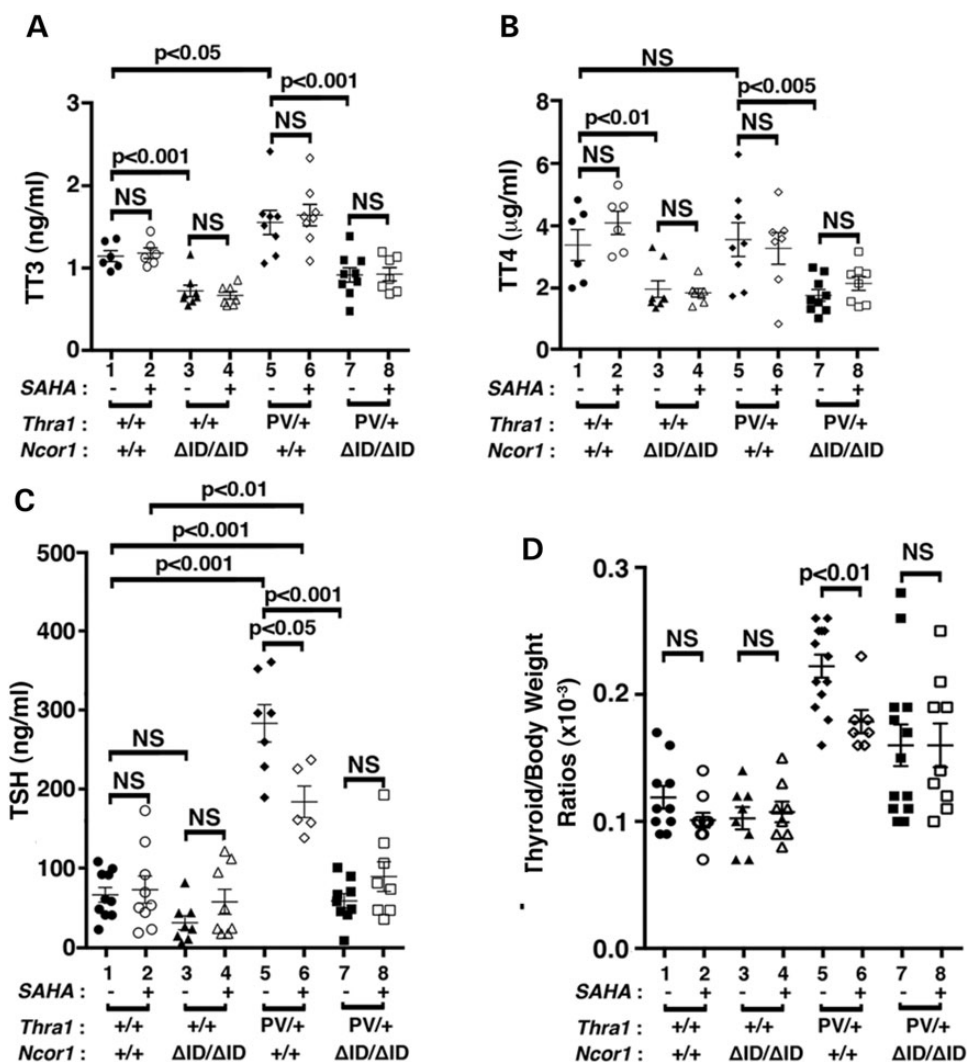 A
p<0.05
p<0.001
NS
p<0.001
NS
NS
NS
TT3 (ng/ml)
3
2
1
0
1 2 3 4 5 6 7 8
SAHA : - + - + - + - +
Thra1 : +/+ +/+ PV/+ PV/+
Ncor1 : +/+ ΔID/ΔID +/+ ΔID/ΔID
B
NS
p<0.005
p<0.01
NS
NS
NS
NS
TT4 (µg/ml)
8
6
4
2
0
1 2 3 4 5 6 7 8
SAHA : - + - + - + - +
Thra1 : +/+ +/+ PV/+ PV/+
Ncor1 : +/+ ΔID/ΔID +/+ ΔID/ΔID
C
p<0.01
p<0.001
p<0.001
p<0.001
p<0.05
NS
NS
NS
NS
TSH (ng/ml)
500
400
300
200
100
0
1 2 3 4 5 6 7 8
SAHA : - + - + - + - +
Thra1 : +/+ +/+ PV/+ PV/+
Ncor1 : +/+ ΔID/ΔID +/+ ΔID/ΔID
D
NS
p<0.01
NS
NS
Thyroid/Body Weight
Ratios (x10⁻³)
0.3
0.2
0.1
0.0
1 2 3 4 5 6 7 8
SAHA : - + - + - + - +
Thra1 : +/+ +/+ PV/+ PV/+
Ncor1 : +/+ ΔID/ΔID +/+ ΔID/ΔID